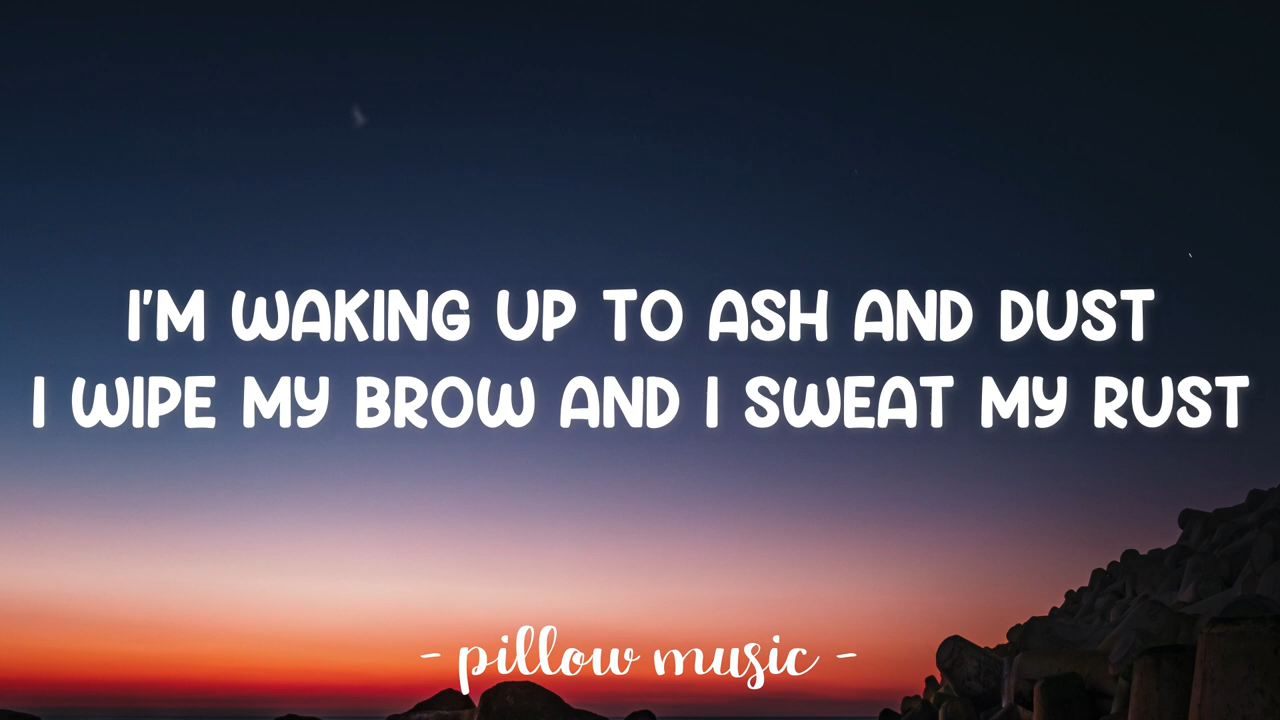 I'M WAKING UP TO ASH AND DUST
I WIPE MY BROW AND I SWEAT MY RUST
- pillow music -